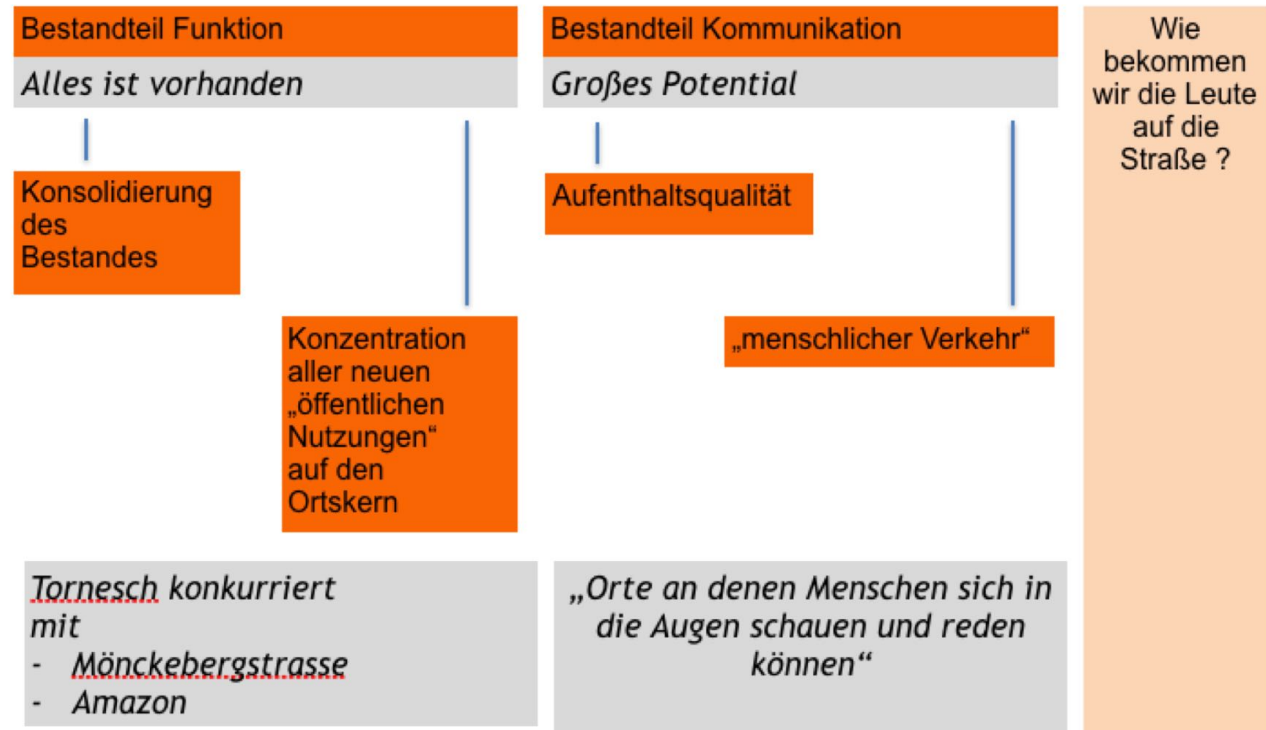 Bestandteil Funktion
Alles ist vorhanden
Konsolidierung
des
Bestandes
Konzentration
aller neuen
„öffentlichen
Nutzungen“
auf den
Ortskern
Tornesch konkurriert
mit
- Mönckebergstrasse
- Amazon
Bestandteil Kommunikation
Großes Potential
Aufenthaltsqualität
„menschlicher Verkehr“
„Orte an denen Menschen sich in
die Augen schauen und reden
können“
Wie
bekommen
wir die Leute
auf die
Straße ?